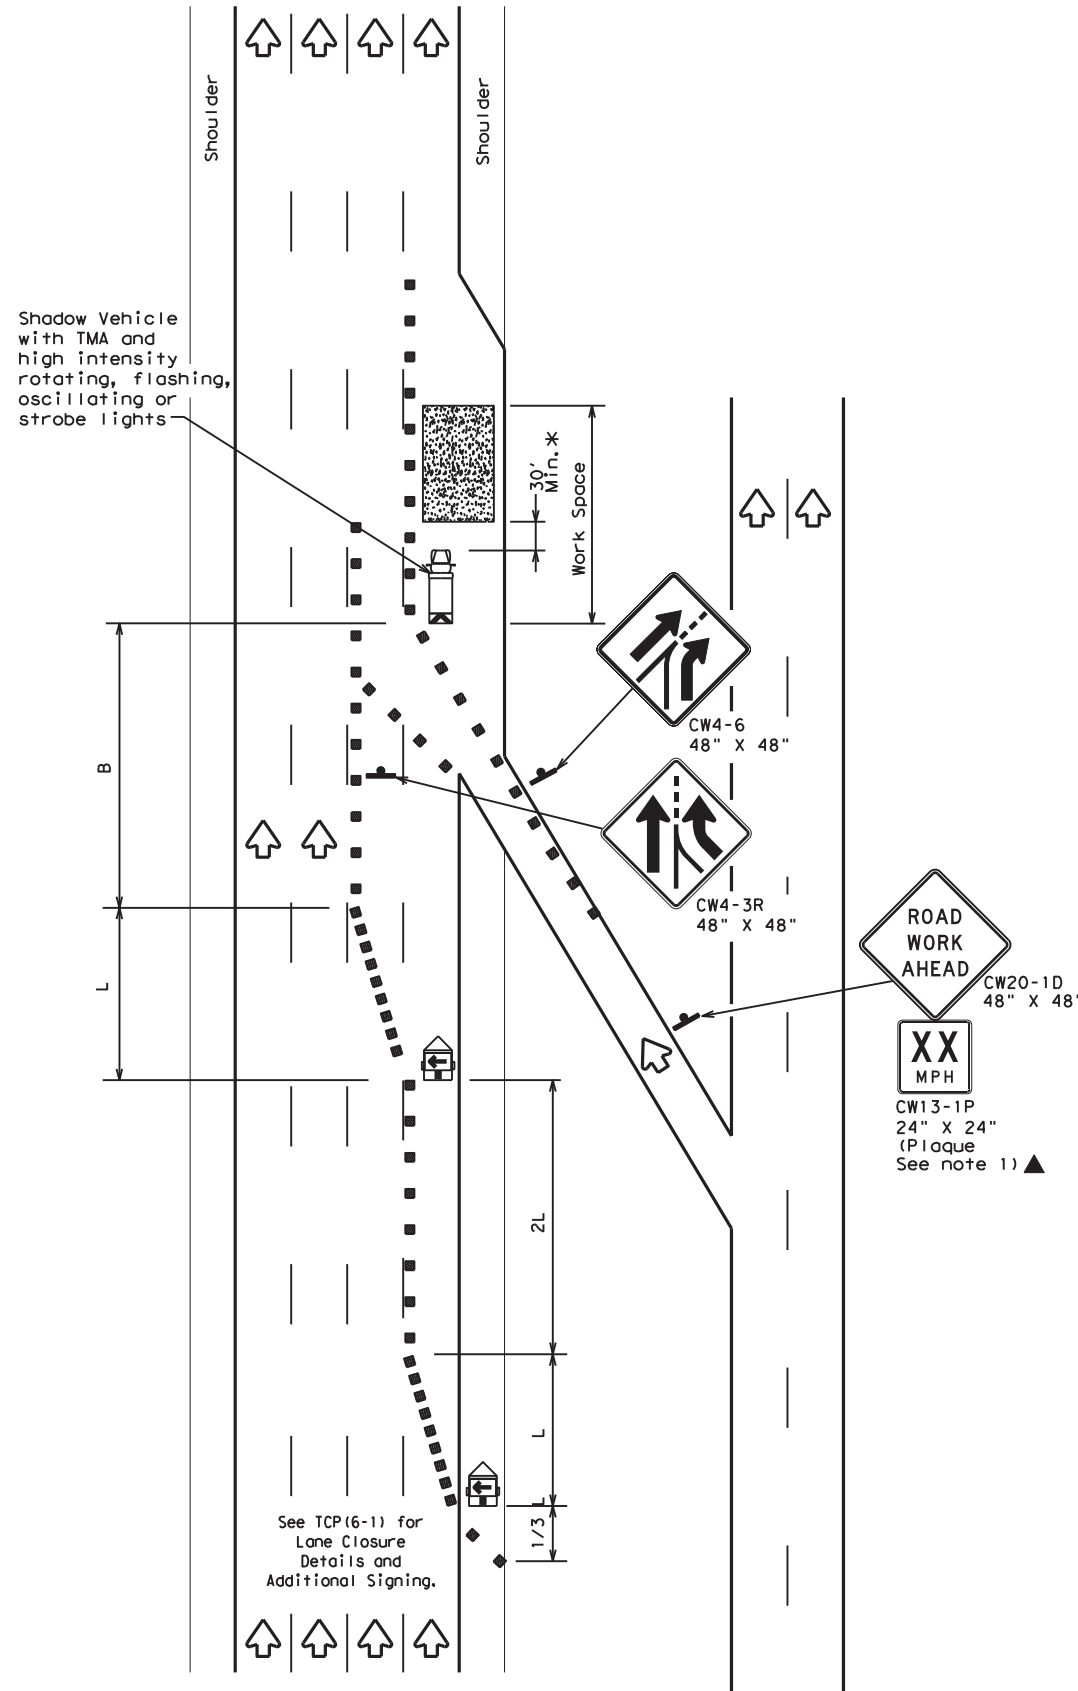 Shoulder
Shoulder
Shadow Vehicle
with TMA and
high intensity
rotating, flashing,
oscillating or
strobe lights
30'
Min.*
Work Space
CW4-6
48" X 48"
B
CW4-3R
48" X 48"
L
ROAD
WORK
AHEAD
CW20-1D
48" X 48"
XX
MPH
CW13-1P
24" X 24"
(Plaque
See note 1)▲
2L
L
1/3 L
See TCP(6-1) for
Lane Closure
Details and
Additional Signing.